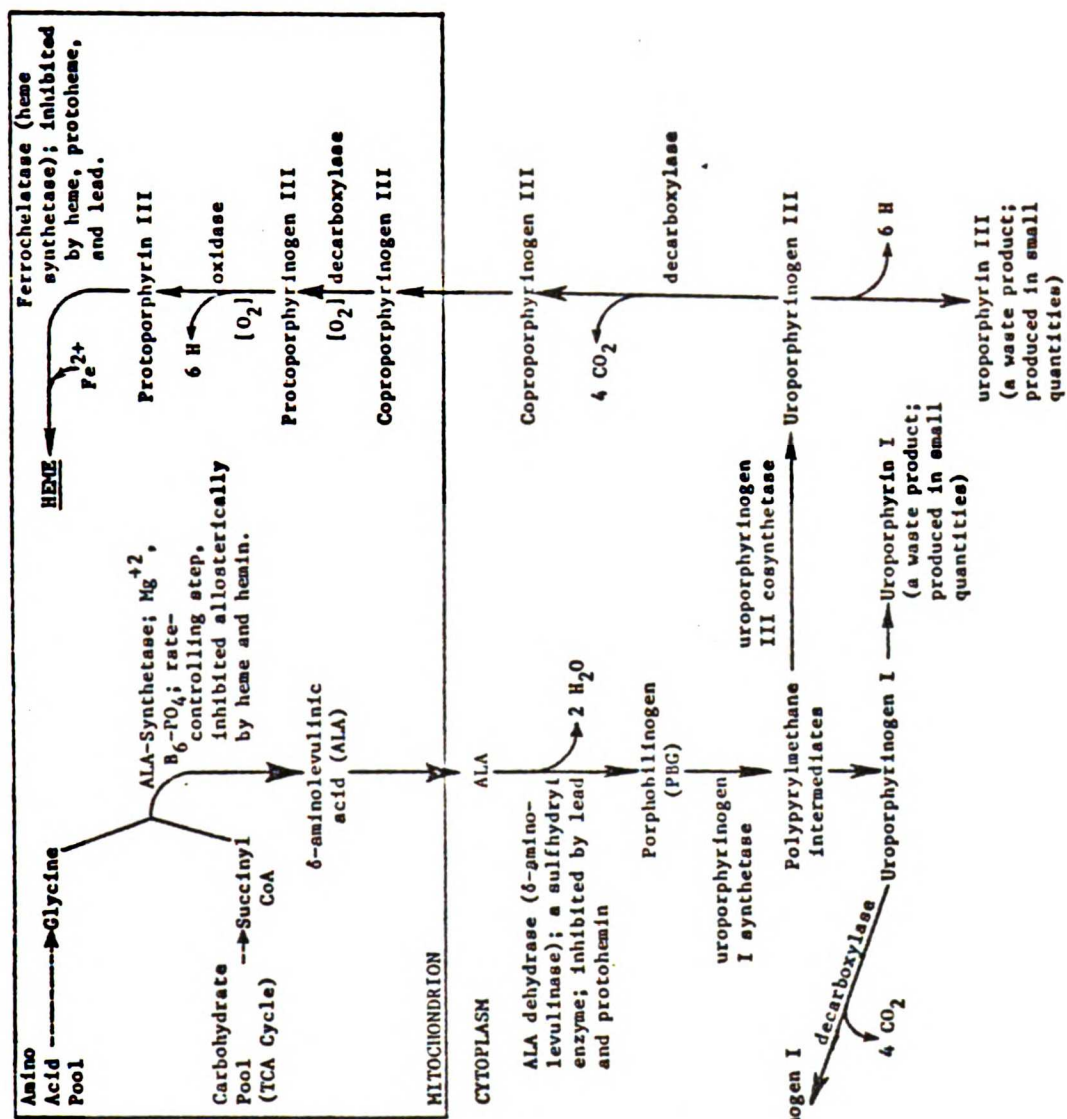 Amino
Acid
Pool
Glycine
Carbohydrate
Pool
(TCA Cycle)
Succinyl
CoA
ALA-Synthetase; Mg+2,
B6-PO4; rate-
controlling step,
inhibited allosterically
by heme and hemin.
δ-aminolevulinic
acid (ALA)
HEME
Fe2+
Ferrochelatase (heme
synthetase); inhibited
by heme, protoheme,
and lead.
Protoporphyrin III
6 H
oxidase
[O2]
Protoporphyrinogen III
[O2]
decarboxylase
Coproporphyrinogen III
MITOCHONDRION
CYTOPLASM
ALA
ALA dehydrase (δ-amino-
levulinase); a sulfhydryl
enzyme; inhibited by lead
and protohemin
2 H2O
Porphobilinogen
(PBG)
uroporphyrinogen
I synthetase
Polypyrylmethane
intermediates
uroporphyrinogen
III cosynthetase
Coproporphyrinogen III
4 CO2
decarboxylase
Uroporphyrinogen III
6 H
uroporphyrin III
(a waste product;
produced in small
quantities)
Uroporphyrinogen I
Uroporphyrin I
(a waste product;
produced in small
quantities)
decarboxylase
4 CO2
nogen I